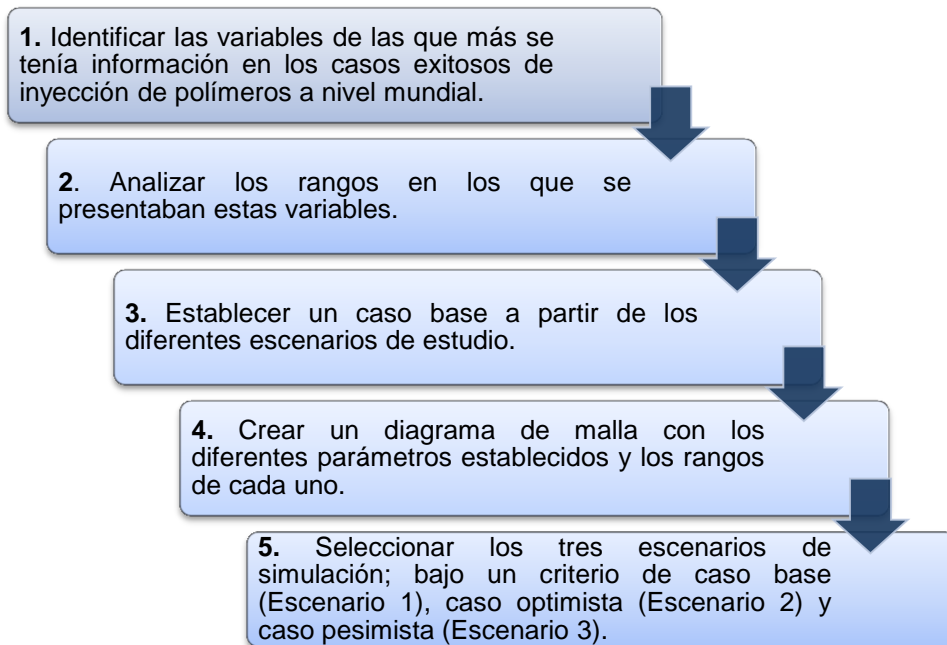 1. Identificar las variables de las que más se
tenía información en los casos exitosos de
inyección de polímeros a nivel mundial.
2. Analizar los rangos en los que se
presentaban estas variables.
3. Establecer un caso base a partir de los
diferentes escenarios de estudio.
4. Crear un diagrama de malla con los
diferentes parámetros establecidos y los rangos
de cada uno.
5. Seleccionar los tres escenarios de
simulación; bajo un criterio de caso base
(Escenario 1), caso optimista (Escenario 2) y
caso pesimista (Escenario 3).